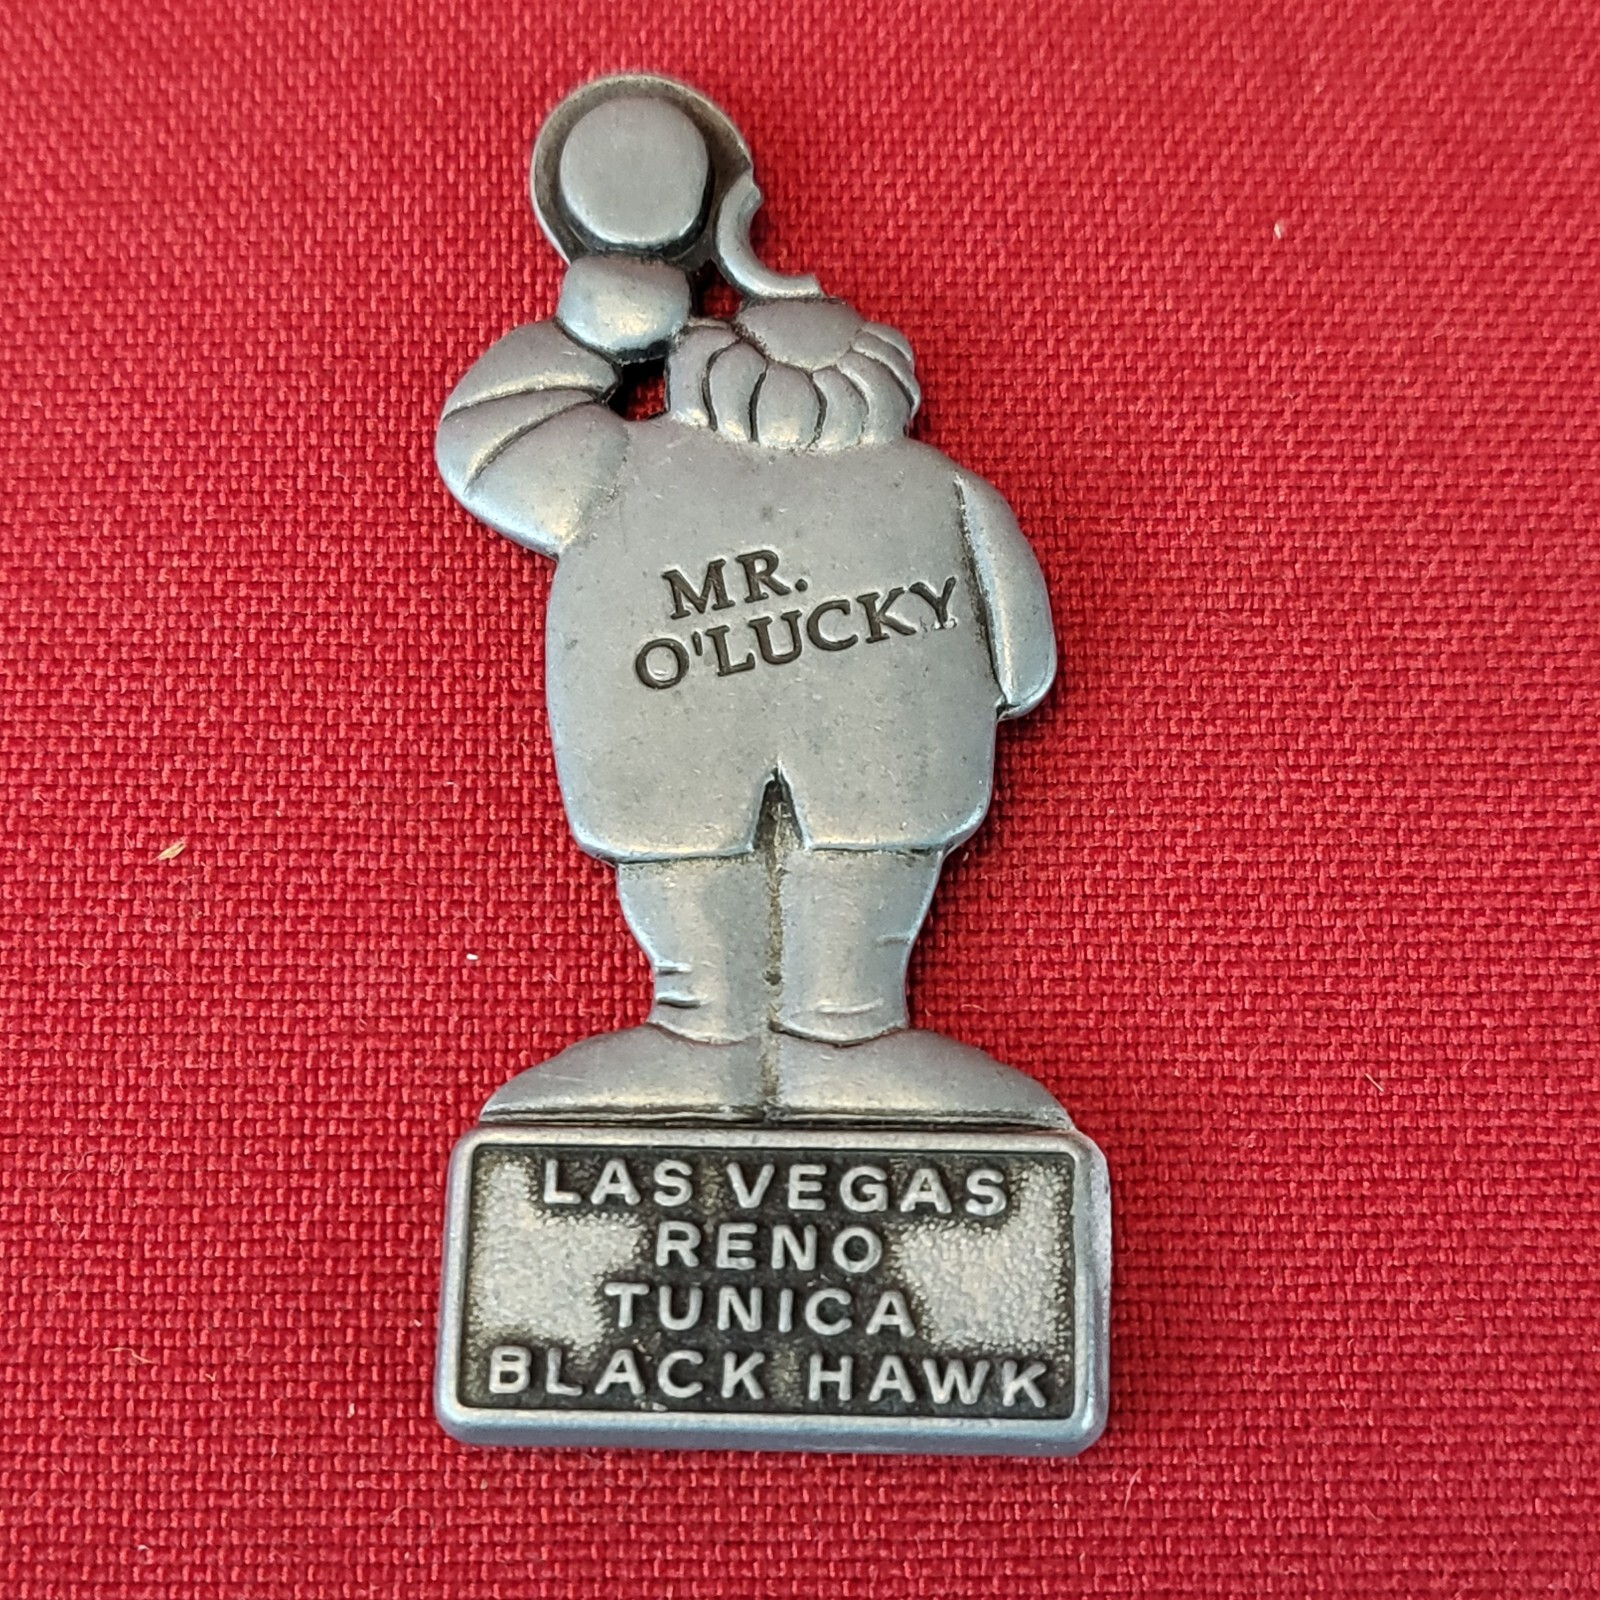 MR.
O'LUCKY
LAS VEGAS
RENO
TUNICA
BLACK HAWK